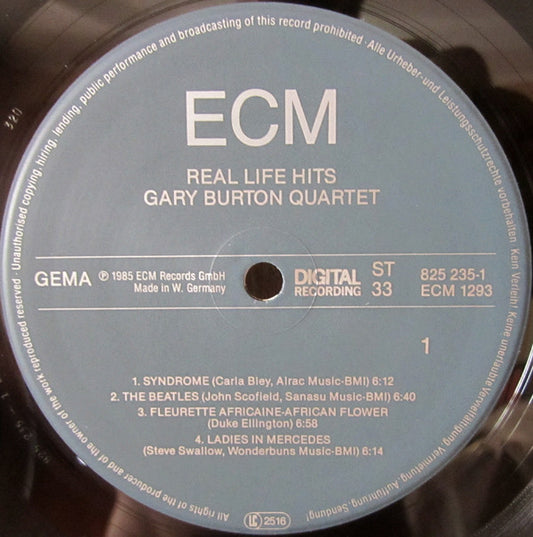 ECM
REAL LIFE HITS
GARY BURTON QUARTET
GEMA
℗ 1985 ECM Records GmbH
Made in W. Germany
DIGITAL
RECORDING
ST
33
825 235-1
ECM 1293
1
1. SYNDROME (Carla Bley, Alrac Music-BMI) 6:12
2. THE BEATLES (John Scofield, Sanasu Music-BMI) 6:40
3. FLEURETTE AFRICAINE-AFRICAN FLOWER
(Duke Ellington) 6:58
4. LADIES IN MERCEDES
(Steve Swallow, Wonderbuns Music-BMI) 6:14
LC 2516
All rights of the producer and of the owner of the work reproduced reserved · Unauthorised copying, hiring, lending, public performance and broadcasting of this record prohibited · Alle Urheber- und Leistungsschutzrechte vorbehalten. Kein Verleih! Keine unerlaubte Vervielfältigung, Vermietung, Aufführung, Sendung!
320